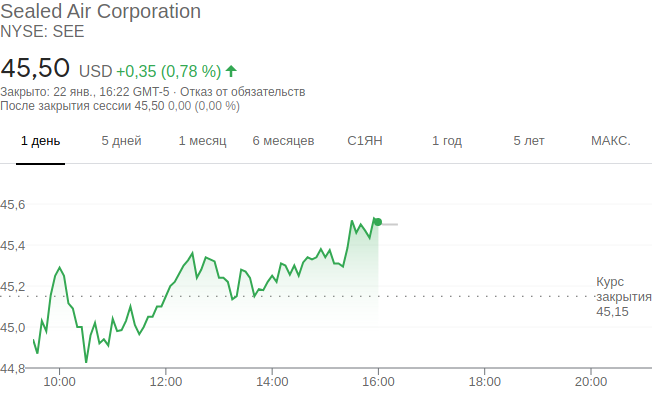 Sealed Air Corporation
NYSE: SEE
45,50 USD +0,35 (0,78 %)
Закрыто: 22 янв., 16:22 GMT-5 · Отказ от обязательств
После закрытия сессии 45,50 0,00 (0,00 %)
1 день 5 дней 1 месяц 6 месяцев С1ЯН 1 год 5 лет МАКС.
45,6
45,4
45,2
Курс
закрытия
45,15
45,0
44,8
10:00 12:00 14:00 16:00 18:00 20:00